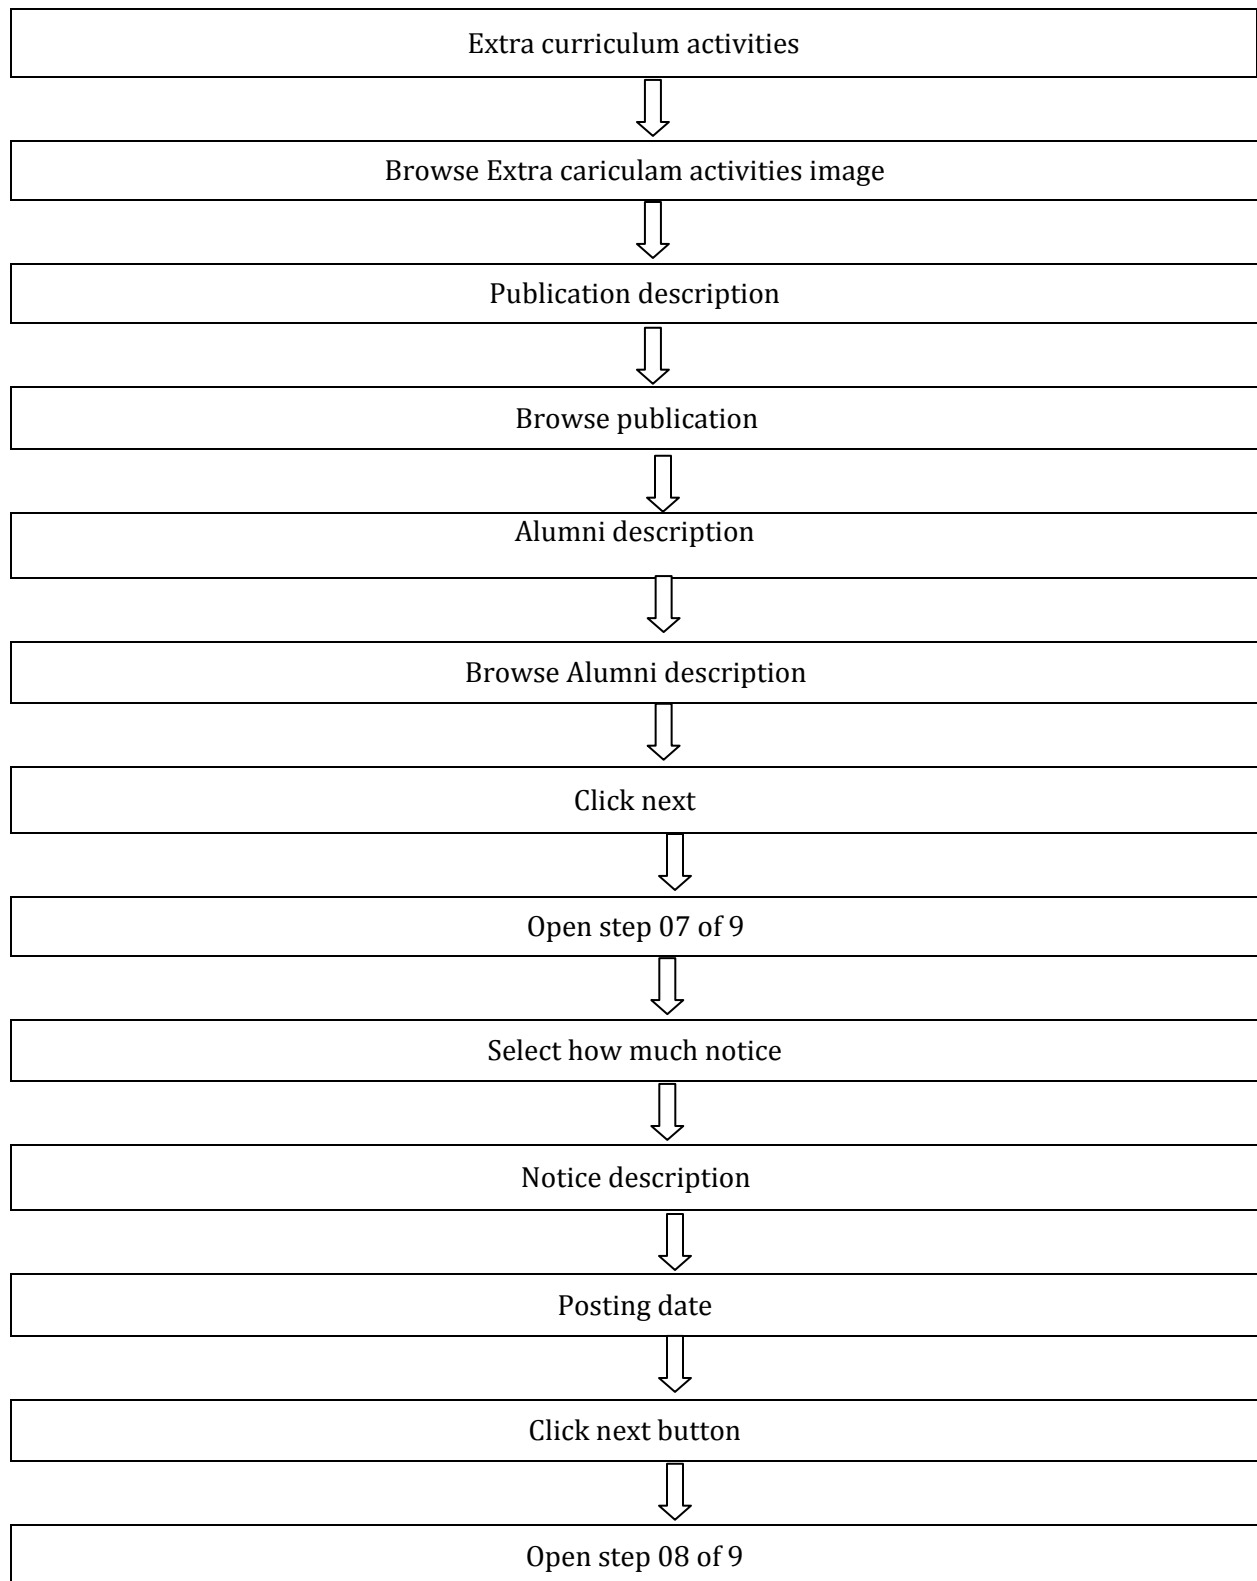 Extra curriculum activities
Browse Extra cariculam activities image
Publication description
Browse publication
Alumni description
Browse Alumni description
Click next
Open step 07 of 9
Select how much notice
Notice description
Posting date
Click next button
Open step 08 of 9